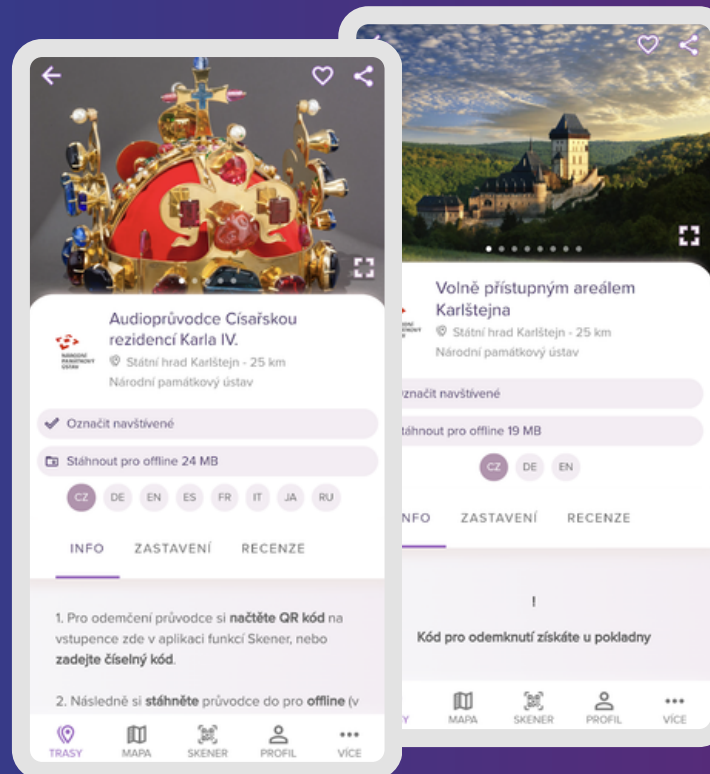 Audioprůvodce Císařskou
rezidencí Karla IV.
Státní hrad Karlštejn - 25 km
Národní památkový ústav
NÁRODNÍ
PAMÁTKOVÝ
ÚSTAV
Označit navštívené
Stáhnout pro offline 24 MB
CZ DE EN ES FR IT JA RU
INFO ZASTAVENÍ RECENZE
1. Pro odemčení průvodce si načtěte QR kód na
vstupence zde v aplikaci funkcí Skener, nebo
zadejte číselný kód.
2. Následně si stáhněte průvodce do pro offline (v
TRASY MAPA SKENER PROFIL VÍCE
Volně přístupným areálem
Karlštejna
Státní hrad Karlštejn - 25 km
Národní památkový ústav
značit navštívené
táhnout pro offline 19 MB
CZ DE EN
NFO ZASTAVENÍ RECENZE
!
Kód pro odemknutí získáte u pokladny
Y MAPA SKENER PROFIL VÍCE